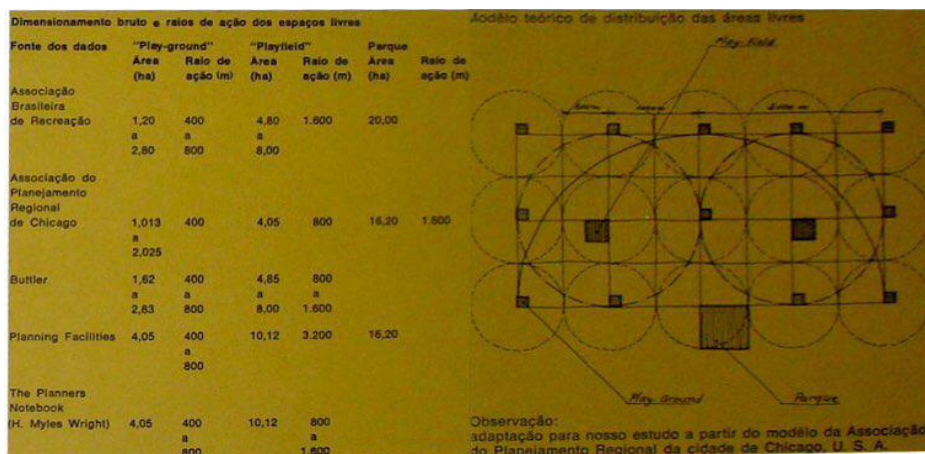 Dimensionamento bruto e raios de ação dos espaços livres
Fonte dos dados "Play-ground" "Playfield" Parque
Área Raio de Área Raio de Área Raio de
(ha) ação (m) (ha) ação (m) (ha) ação (m)
Associação
Brasileira
de Recreação 1,20 400 4,80 1.600 20,00
a a a
2,80 800 8,00
Associação do
Planejamento
Regional
de Chicago 1,013 400 4,05 800 16,20 1.600
a
2,025
Buttler 1,62 400 4,85 800
a a a a
2,83 800 8,00 1.600
Planning Facilities 4,05 400 10,12 3.200 16,20
a
800
The Planners
Notebook
(H. Myles Wright) 4,05 400 10,12 800
a a
800 1.600
Modêlo teórico de distribuição das áreas livres
Play-Field
Play-Ground
Parque
Observação:
adaptação para nosso estudo a partir do modêlo da Associação
do Planejamento Regional da cidade de Chicago, U. S. A.